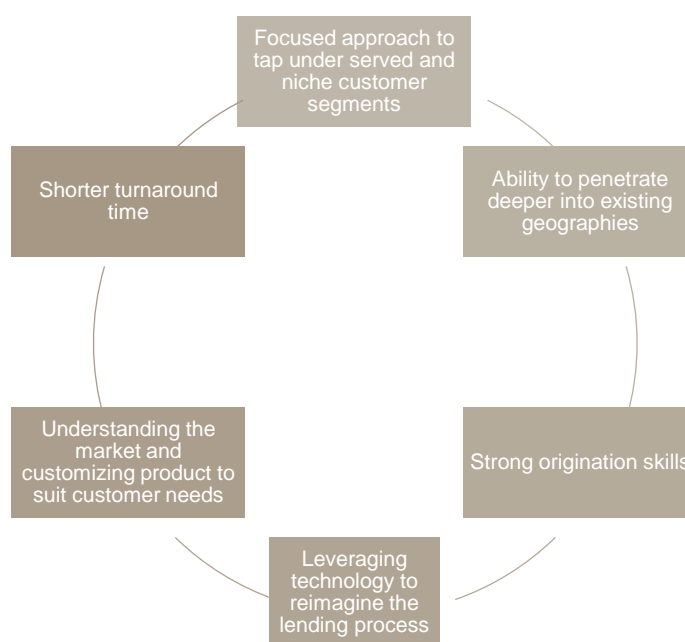 Focused approach to
tap under served and
niche customer
segments
Ability to penetrate
deeper into existing
geographies
Strong origination skills
Leveraging
technology to
reimagine the
lending process
Understanding the
market and
customizing product to
suit customer needs
Shorter turnaround
time